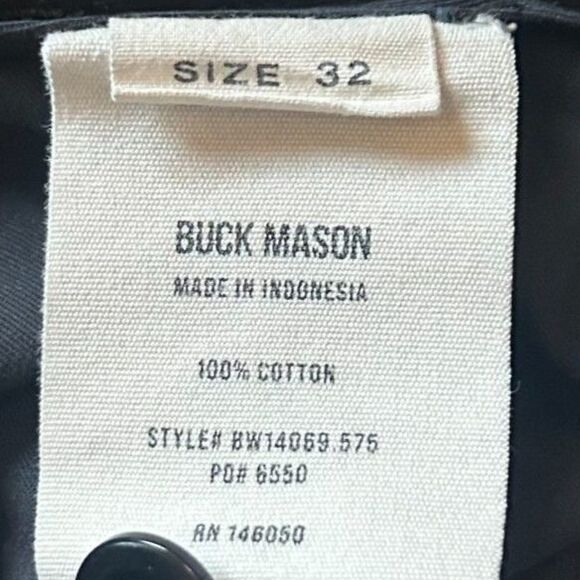 SIZE 32
BUCK MASON
MADE IN INDONESIA
100% COTTON
STYLE# BW14069.575
PO# 6550
RN 146050